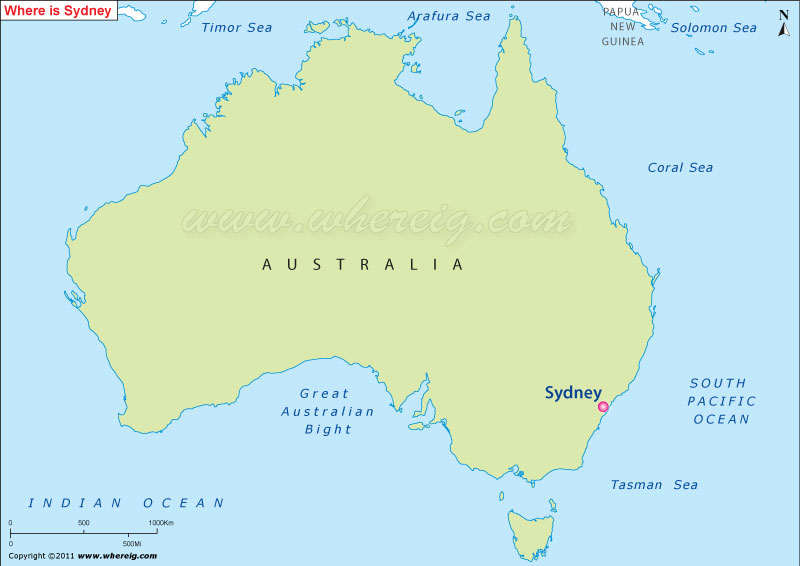 Where is Sydney
Timor Sea
Arafura Sea
PAPUA
NEW
GUINEA
Solomon Sea
N
Coral Sea
www.whereig.com
AUSTRALIA
Great
Australian
Bight
Sydney
SOUTH
PACIFIC
OCEAN
Tasman Sea
INDIAN OCEAN
0 500 1000Km
0 500Mi
Copyright ©2011 www.whereig.com